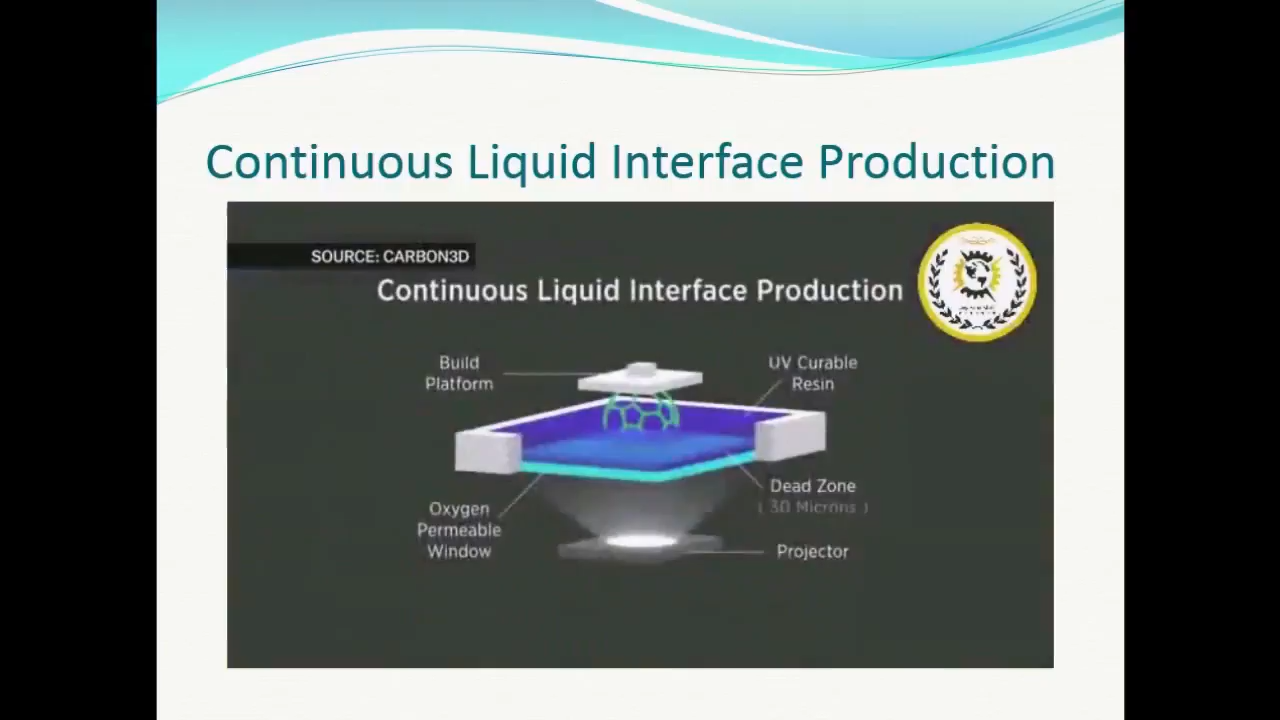 Continuous Liquid Interface Production
SOURCE: CARBON3D
Continuous Liquid Interface Production
Build
Platform
UV Curable
Resin
Oxygen
Permeable
Window
Dead Zone
( 30 Microns )
Projector